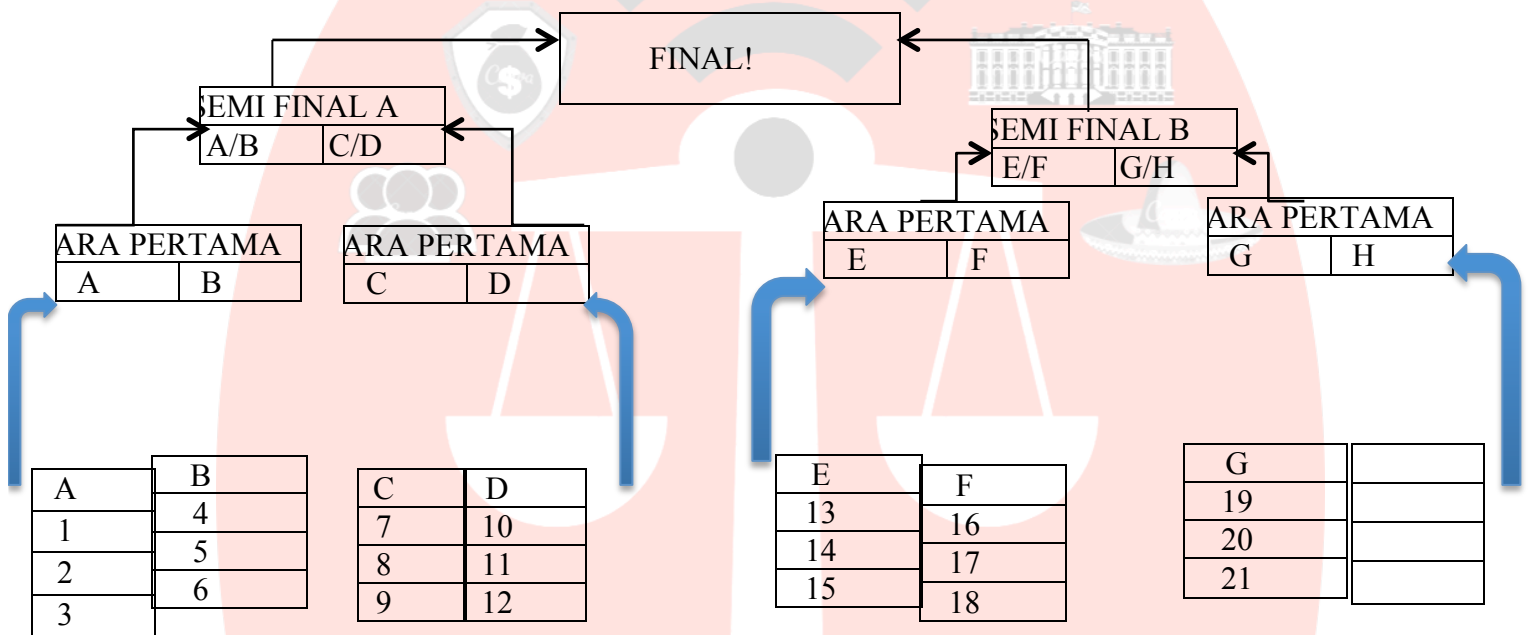 FINAL!
SEMI FINAL A
A/B C/D
SEMI FINAL B
E/F G/H
ARA PERTAMA
A B
ARA PERTAMA
C D
ARA PERTAMA
E F
ARA PERTAMA
G H
A
1
2
3
B
4
5
6
C D
7 10
8 11
9 12
E
13
14
15
F
16
17
18
G
19
20
21